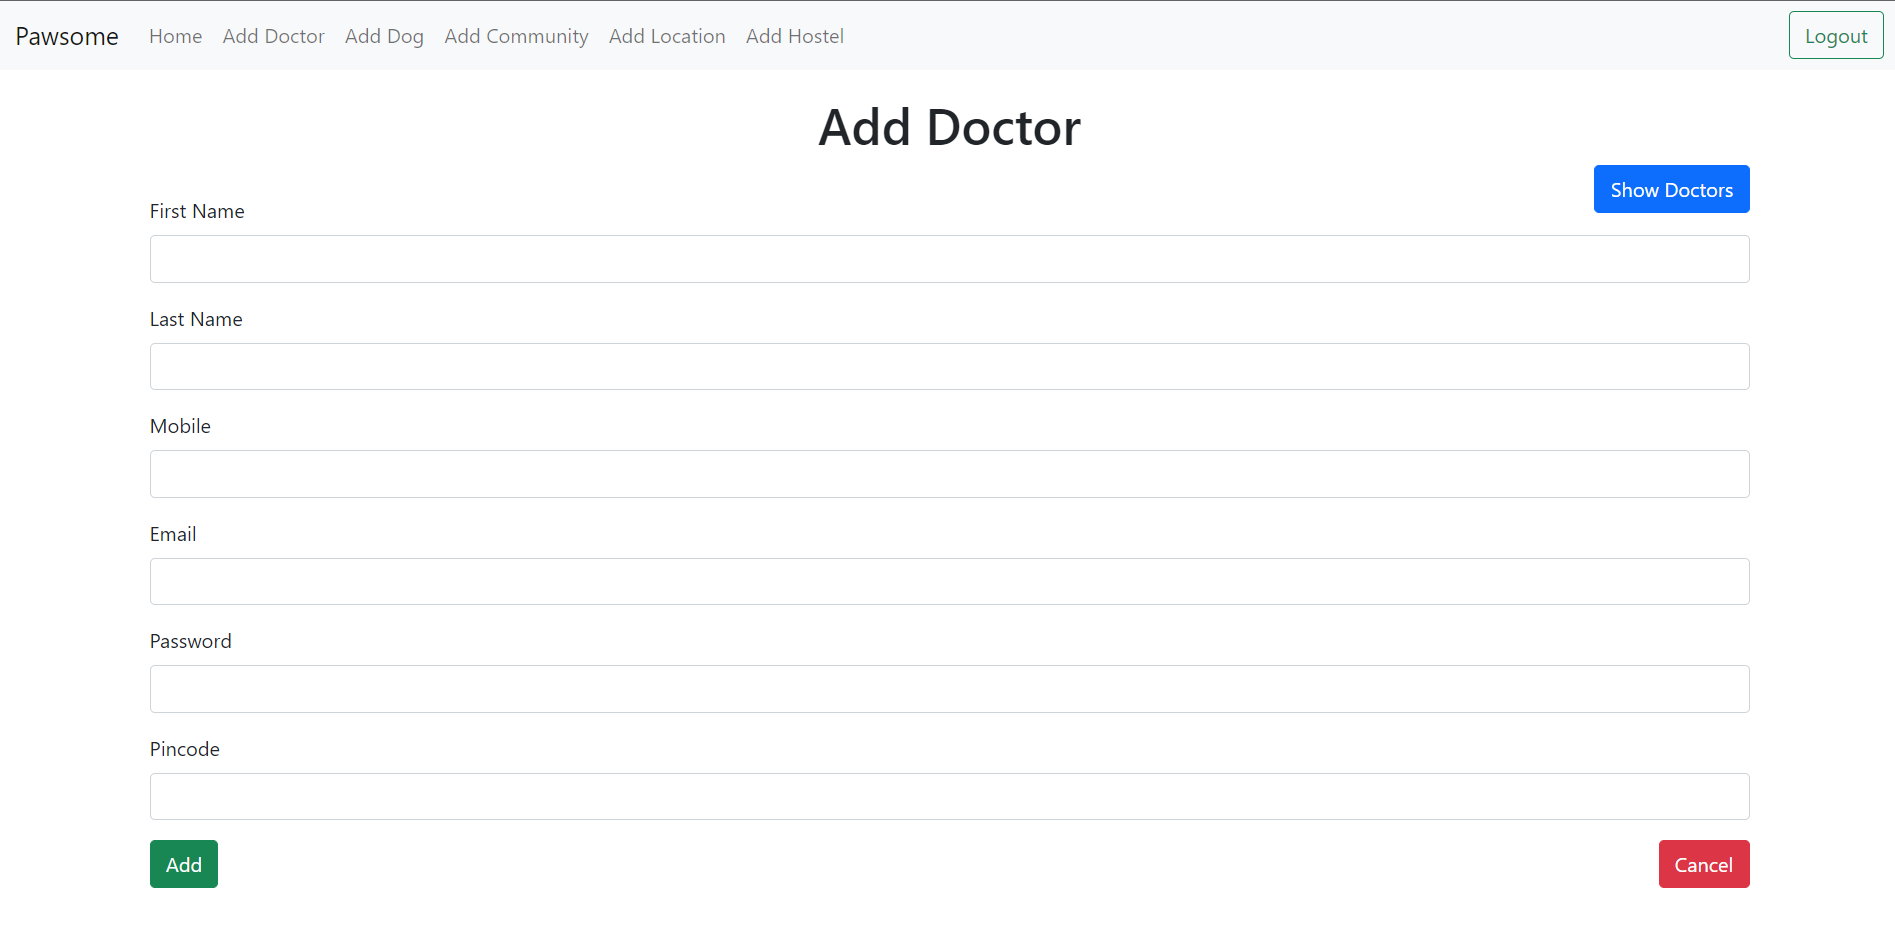 Pawsome Home Add Doctor Add Dog Add Community Add Location Add Hostel Logout
Add Doctor
Show Doctors
First Name
Last Name
Mobile
Email
Password
Pincode
Add Cancel